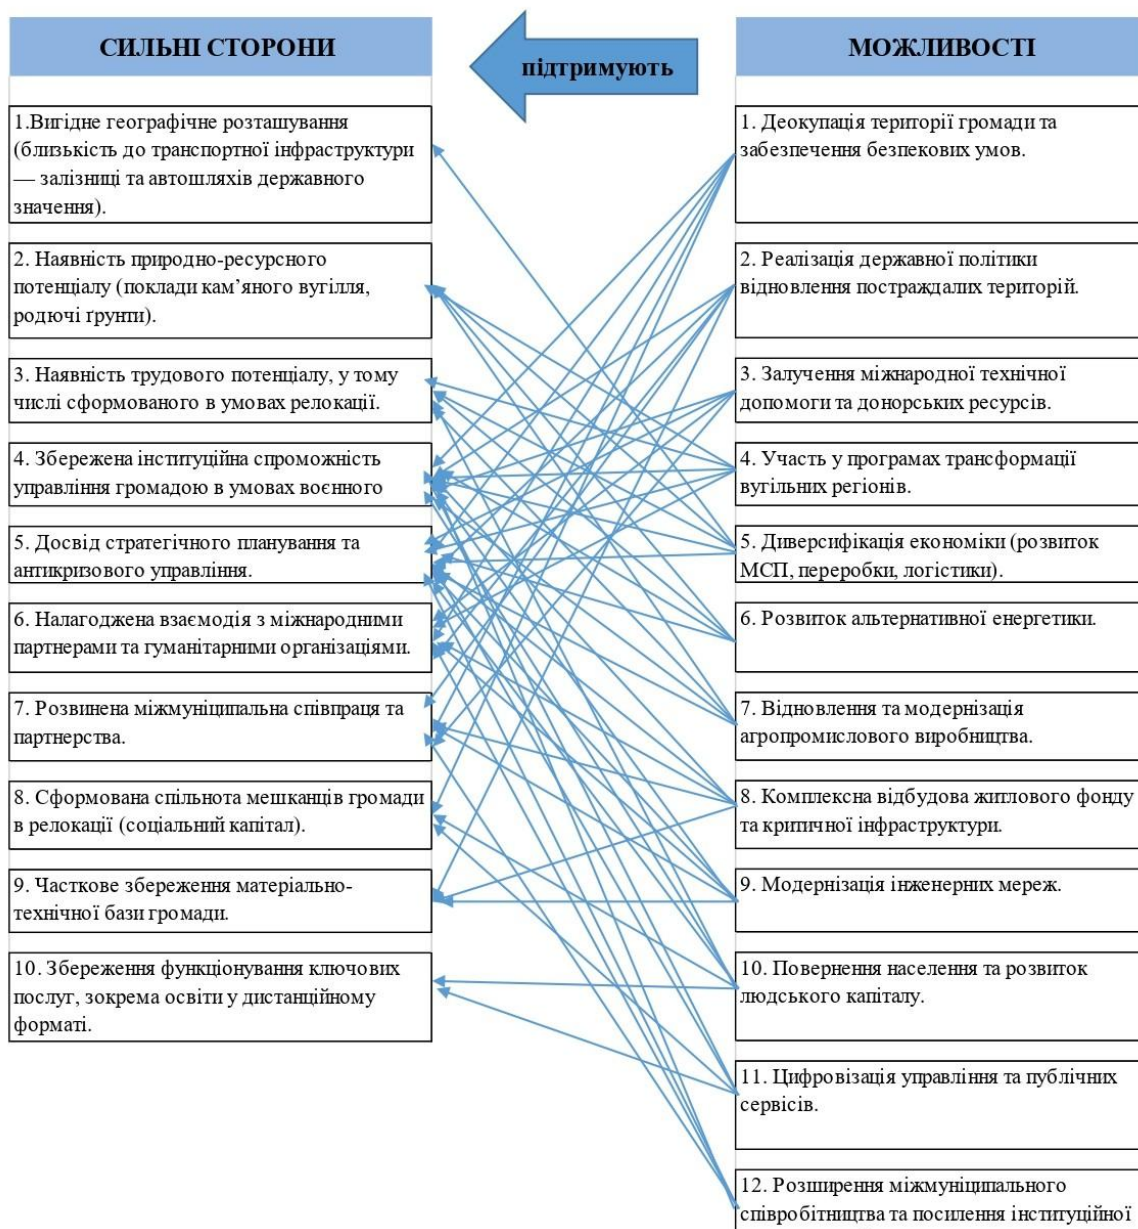 СИЛЬНІ СТОРОНИ
підтримують
МОЖЛИВОСТІ
1.Вигідне географічне розташування
(близькість до транспортної інфраструктури
— залізниці та автошляхів державного
значення).
2. Наявність природно-ресурсного
потенціалу (поклади кам’яного вугілля,
родючі ґрунти).
3. Наявність трудового потенціалу, у тому
числі сформованого в умовах релокації.
4. Збережена інституційна спроможність
управління громадою в умовах воєнного
5. Досвід стратегічного планування та
антикризового управління.
6. Налагоджена взаємодія з міжнародними
партнерами та гуманітарними організаціями.
7. Розвинена міжмуніципальна співпраця та
партнерства.
8. Сформована спільнота мешканців громади
в релокації (соціальний капітал).
9. Часткове збереження матеріально-
технічної бази громади.
10. Збереження функціонування ключових
послуг, зокрема освіти у дистанційному
форматі.
1. Деокупація території громади та
забезпечення безпекових умов.
2. Реалізація державної політики
відновлення постраждалих територій.
3. Залучення міжнародної технічної
допомоги та донорських ресурсів.
4. Участь у програмах трансформації
вугільних регіонів.
5. Диверсифікація економіки (розвиток
МСП, переробки, логістики).
6. Розвиток альтернативної енергетики.
7. Відновлення та модернізація
агропромислового виробництва.
8. Комплексна відбудова житлового фонду
та критичної інфраструктури.
9. Модернізація інженерних мереж.
10. Повернення населення та розвиток
людського капіталу.
11. Цифровізація управління та публічних
сервісів.
12. Розширення міжмуніципального
співробітництва та посилення інституційної